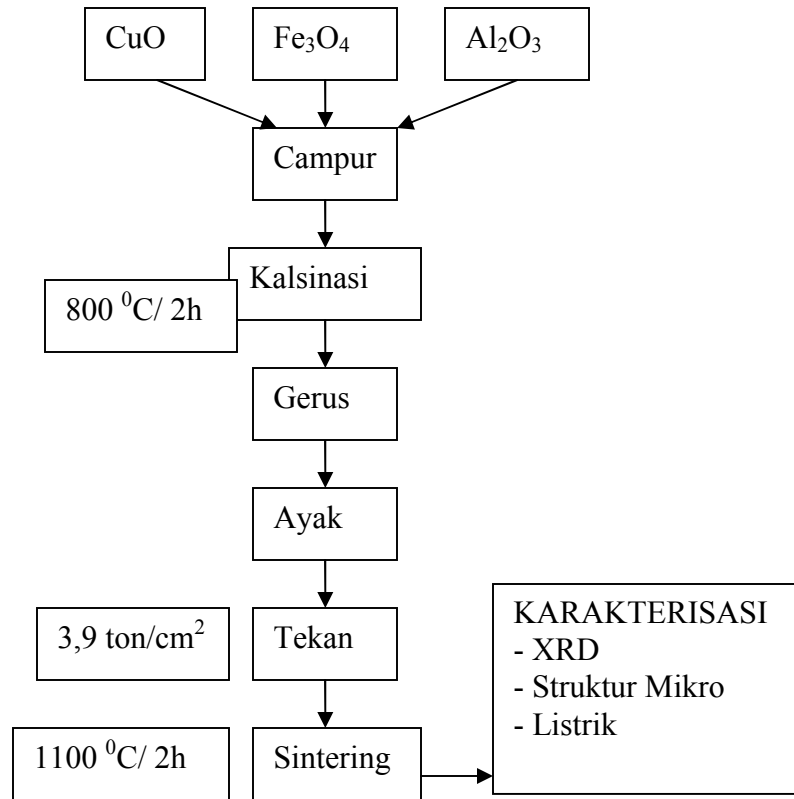 CuO
Fe₃O₄
Al₂O₃
Campur
Kalsinasi
800 ⁰C/ 2h
Gerus
Ayak
3,9 ton/cm²
Tekan
KARAKTERISASI
- XRD
- Struktur Mikro
- Listrik
1100 ⁰C/ 2h
Sintering